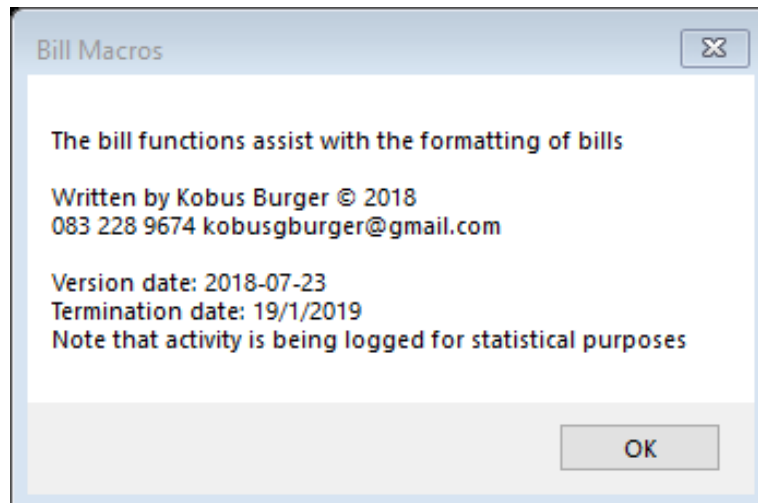 Bill Macros
The bill functions assist with the formatting of bills
Written by Kobus Burger © 2018
083 228 9674 kobusgburger@gmail.com
Version date: 2018-07-23
Termination date: 19/1/2019
Note that activity is being logged for statistical purposes
OK